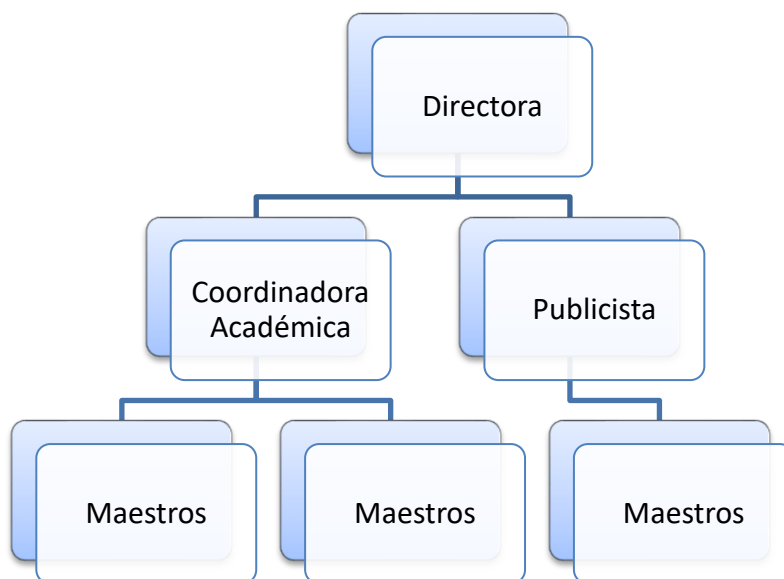 Directora
Coordinadora
Académica
Publicista
Maestros
Maestros
Maestros